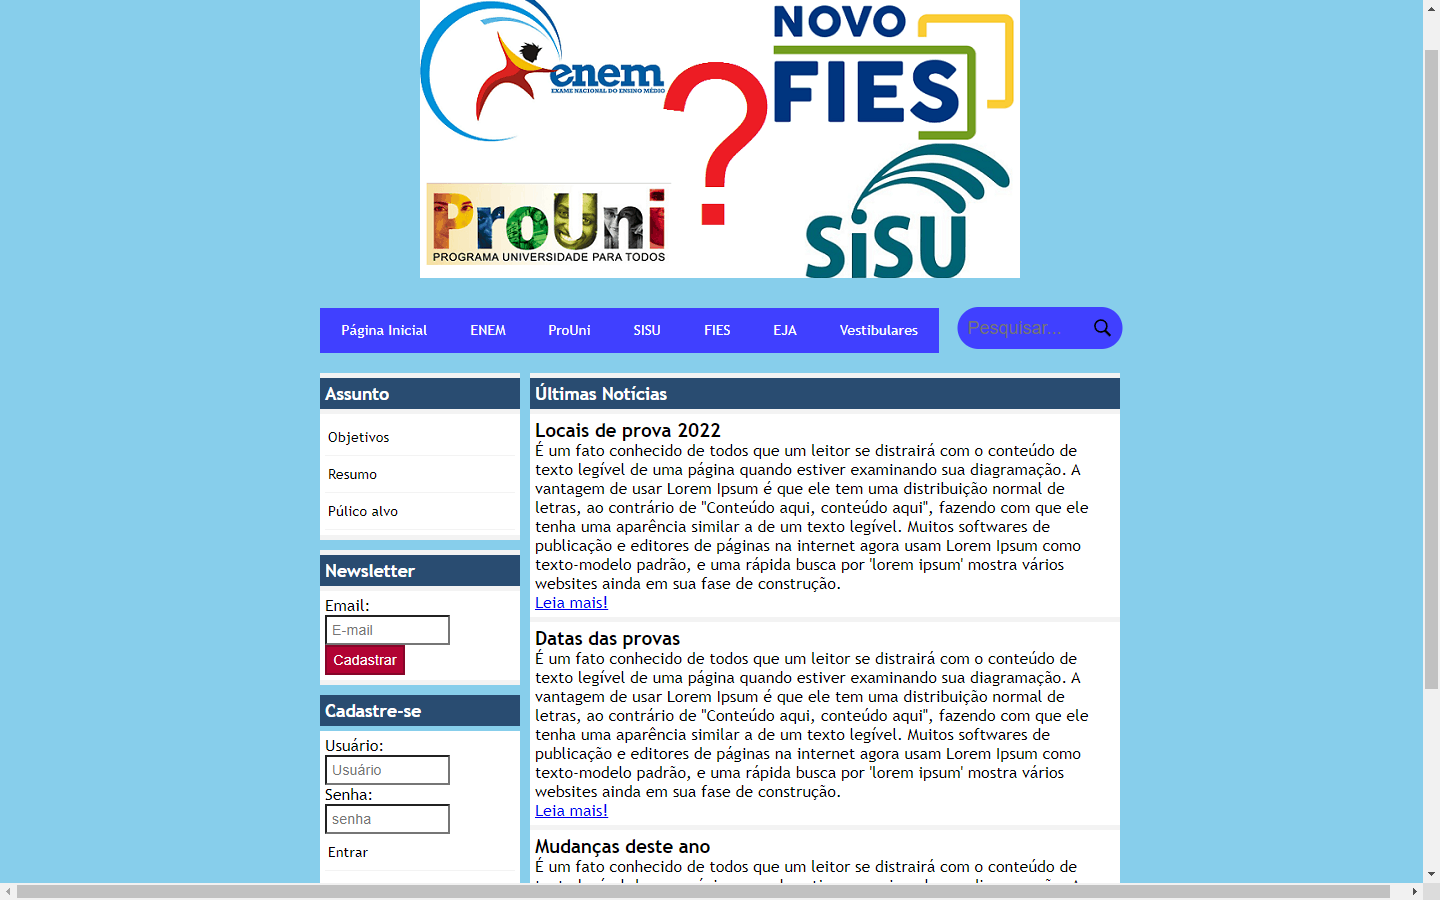 enem
EXAME NACIONAL DO ENSINO MÉDIO
NOVO
FIES
?
ProUni
PROGRAMA UNIVERSIDADE PARA TODOS
SiSU
Página Inicial ENEM ProUni SISU FIES EJA Vestibulares
Pesquisar...
Assunto
Objetivos
Resumo
Púlico alvo
Newsletter
Email:
E-mail
Cadastrar
Cadastre-se
Usuário:
Usuário
Senha:
senha
Entrar
Últimas Notícias
Locais de prova 2022
É um fato conhecido de todos que um leitor se distrairá com o conteúdo de
texto legível de uma página quando estiver examinando sua diagramação. A
vantagem de usar Lorem Ipsum é que ele tem uma distribuição normal de
letras, ao contrário de "Conteúdo aqui, conteúdo aqui", fazendo com que ele
tenha uma aparência similar a de um texto legível. Muitos softwares de
publicação e editores de páginas na internet agora usam Lorem Ipsum como
texto-modelo padrão, e uma rápida busca por 'lorem ipsum' mostra vários
websites ainda em sua fase de construção.
Leia mais!
Datas das provas
É um fato conhecido de todos que um leitor se distrairá com o conteúdo de
texto legível de uma página quando estiver examinando sua diagramação. A
vantagem de usar Lorem Ipsum é que ele tem uma distribuição normal de
letras, ao contrário de "Conteúdo aqui, conteúdo aqui", fazendo com que ele
tenha uma aparência similar a de um texto legível. Muitos softwares de
publicação e editores de páginas na internet agora usam Lorem Ipsum como
texto-modelo padrão, e uma rápida busca por 'lorem ipsum' mostra vários
websites ainda em sua fase de construção.
Leia mais!
Mudanças deste ano
É um fato conhecido de todos que um leitor se distrairá com o conteúdo de